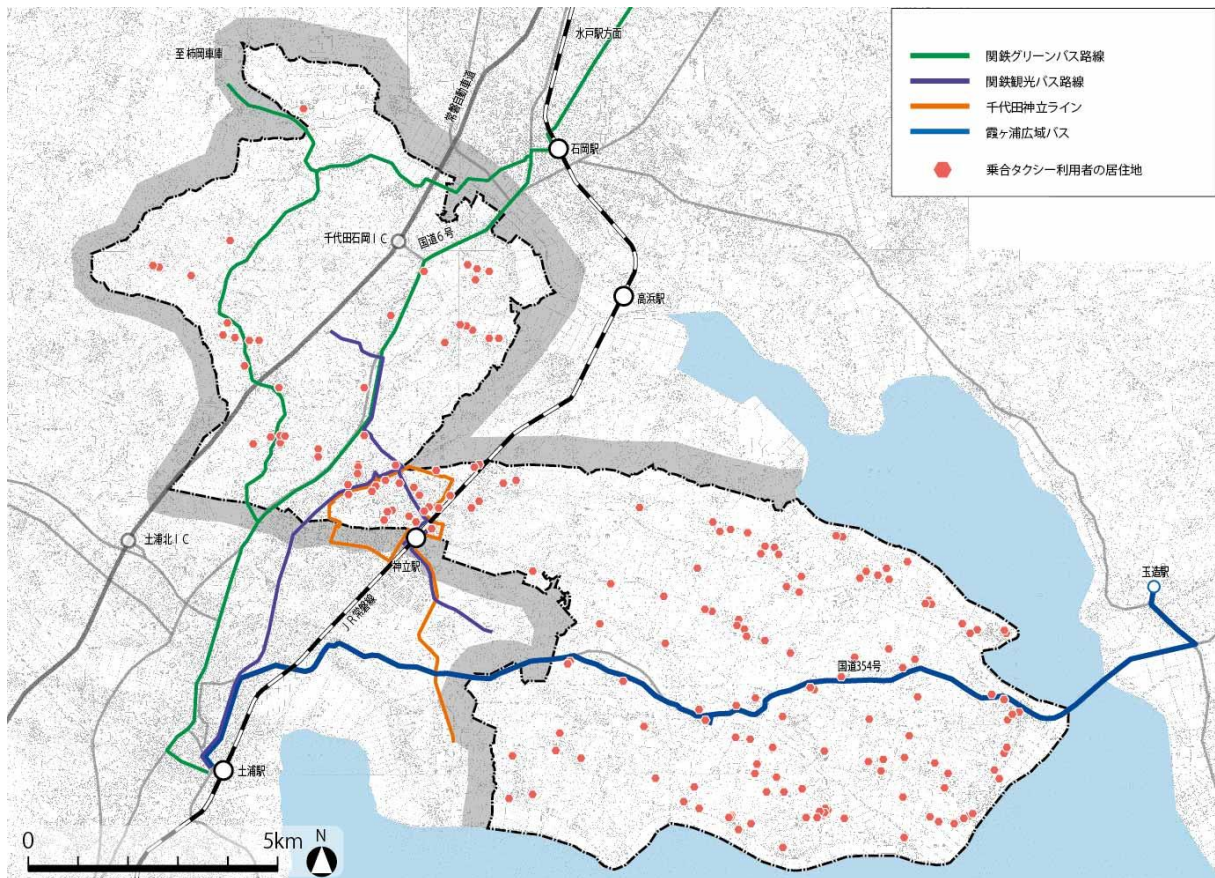 水戸駅方面
至 柿岡車庫
常磐自動車道
石岡駅
千代田石岡IC
国道6号
高浜駅
土浦北IC
神立駅
JR常磐線
玉造駅
国道354号
土浦駅
0
5km
N
関鉄グリーンバス路線
関鉄観光バス路線
千代田神立ライン
霞ヶ浦広域バス
乗合タクシー利用者の居住地